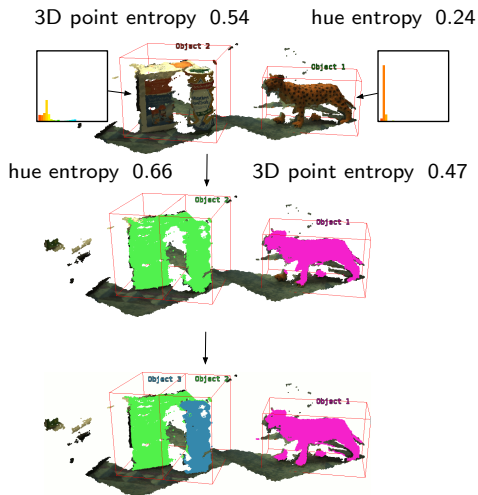 3D point entropy 0.54
hue entropy 0.24
Object 2
Object 1
hue entropy 0.66
3D point entropy 0.47
Object 2
Object 1
Object 3
Object 2
Object 1